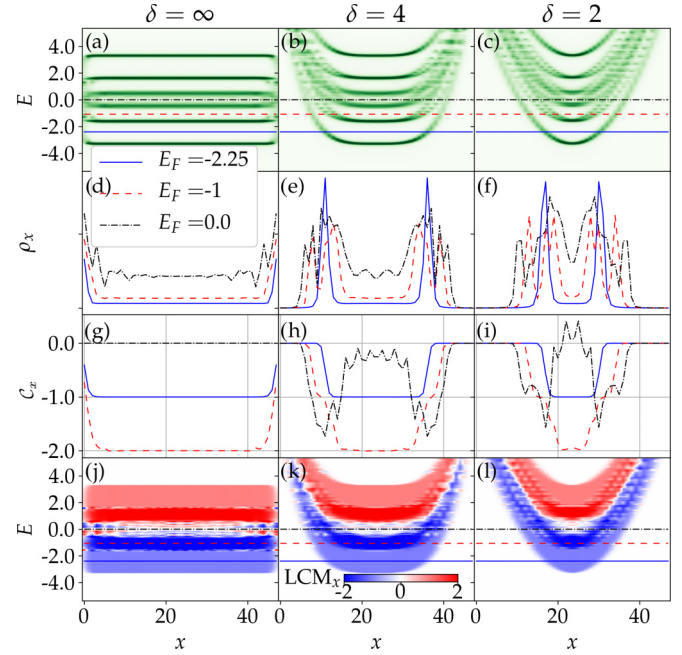 δ = ∞ δ = 4 δ = 2
(a) (b) (c)
4.0
2.0
E 0.0
-2.0
-4.0
E_F =-2.25
E_F =-1
E_F =0.0
(d) (e) (f)
ρ_x
(g) (h) (i)
0.0
C_x -1.0
-2.0
(j) (k) (l)
4.0
2.0
E 0.0
-2.0
-4.0
LCM_x
-2 0 2
0 20 40 0 20 40 0 20 40
x x x